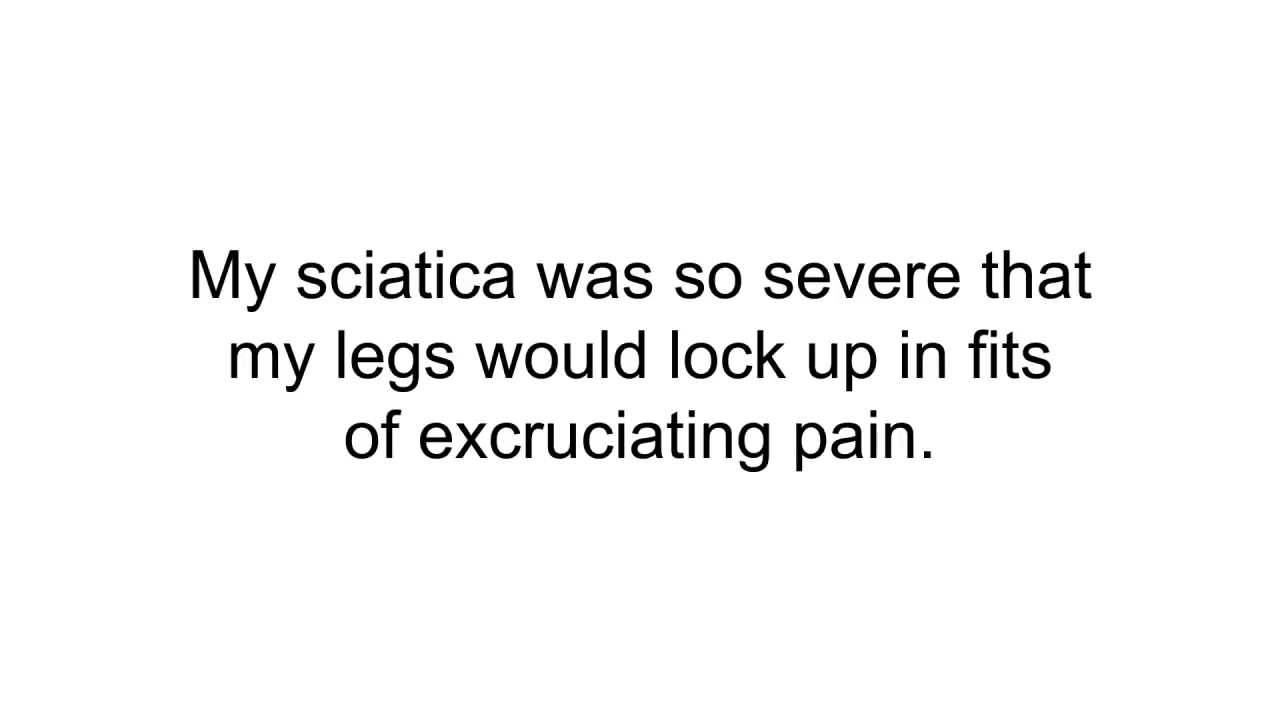 My sciatica was so severe that
my legs would lock up in fits
of excruciating pain.